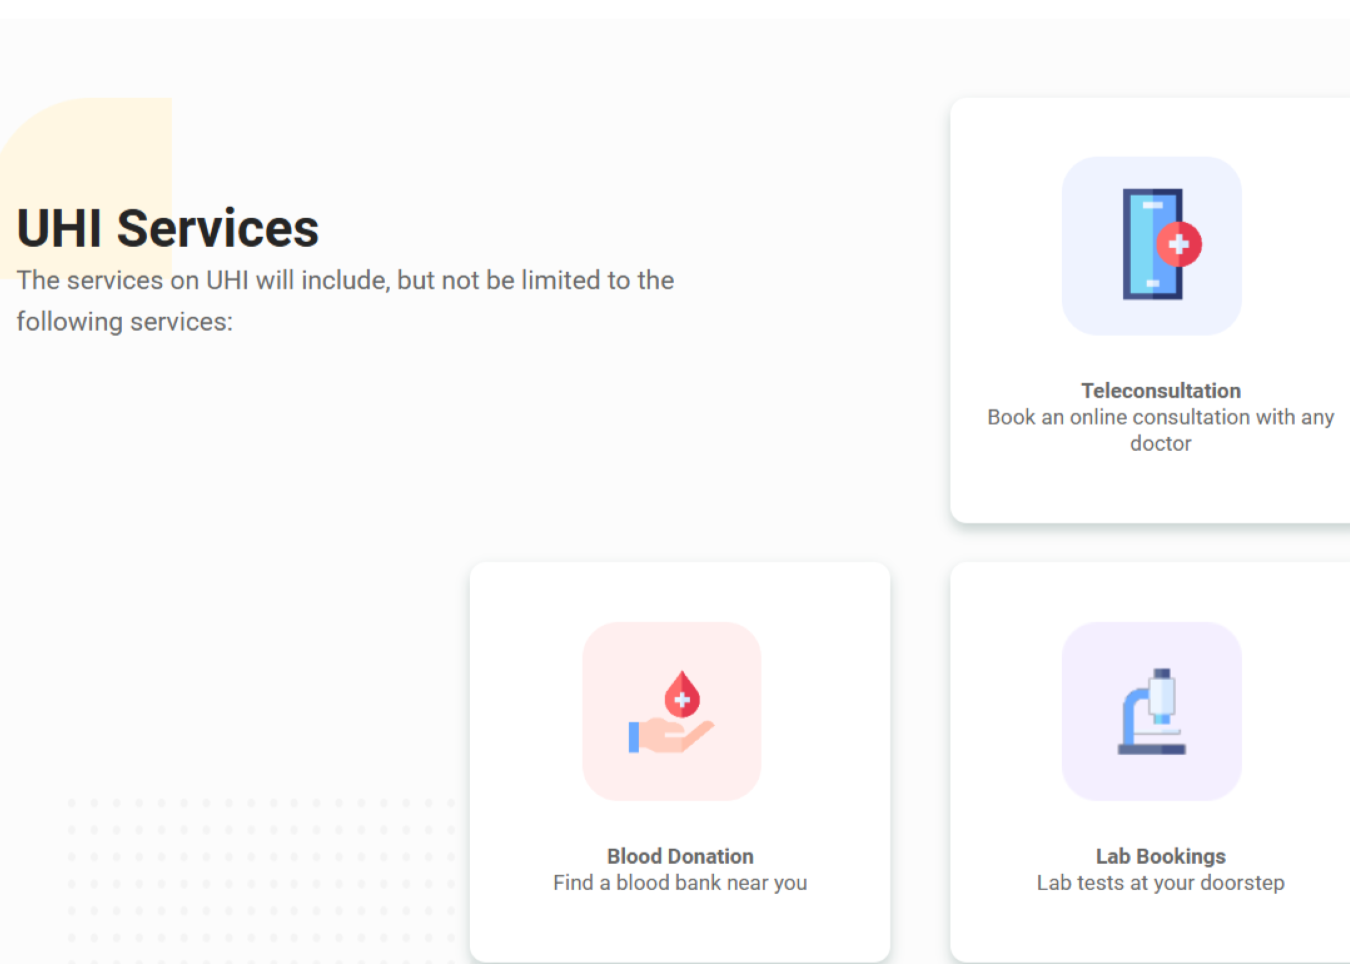 UHI Services
The services on UHI will include, but not be limited to the
following services:
Teleconsultation
Book an online consultation with any
doctor
Blood Donation
Find a blood bank near you
Lab Bookings
Lab tests at your doorstep